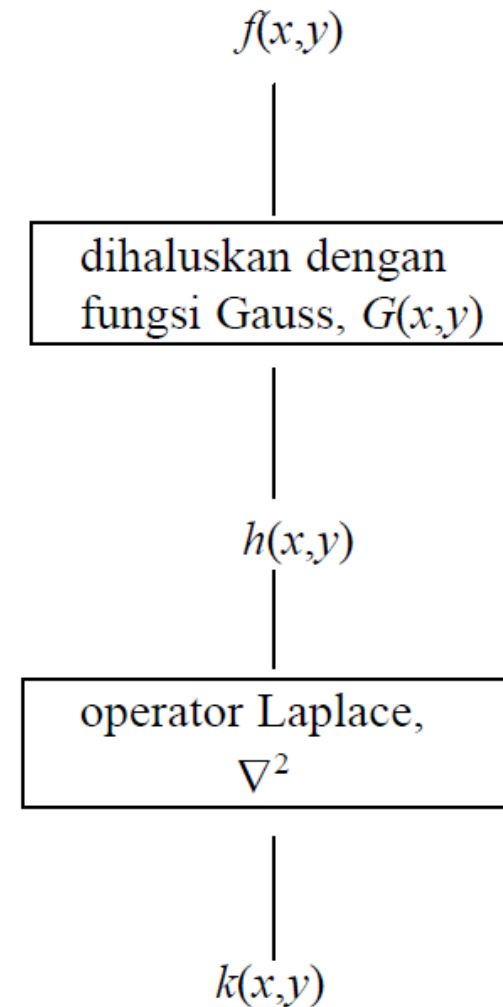 f(x,y)
dihaluskan dengan
fungsi Gauss, G(x,y)
h(x,y)
operator Laplace,
∇²
k(x,y)